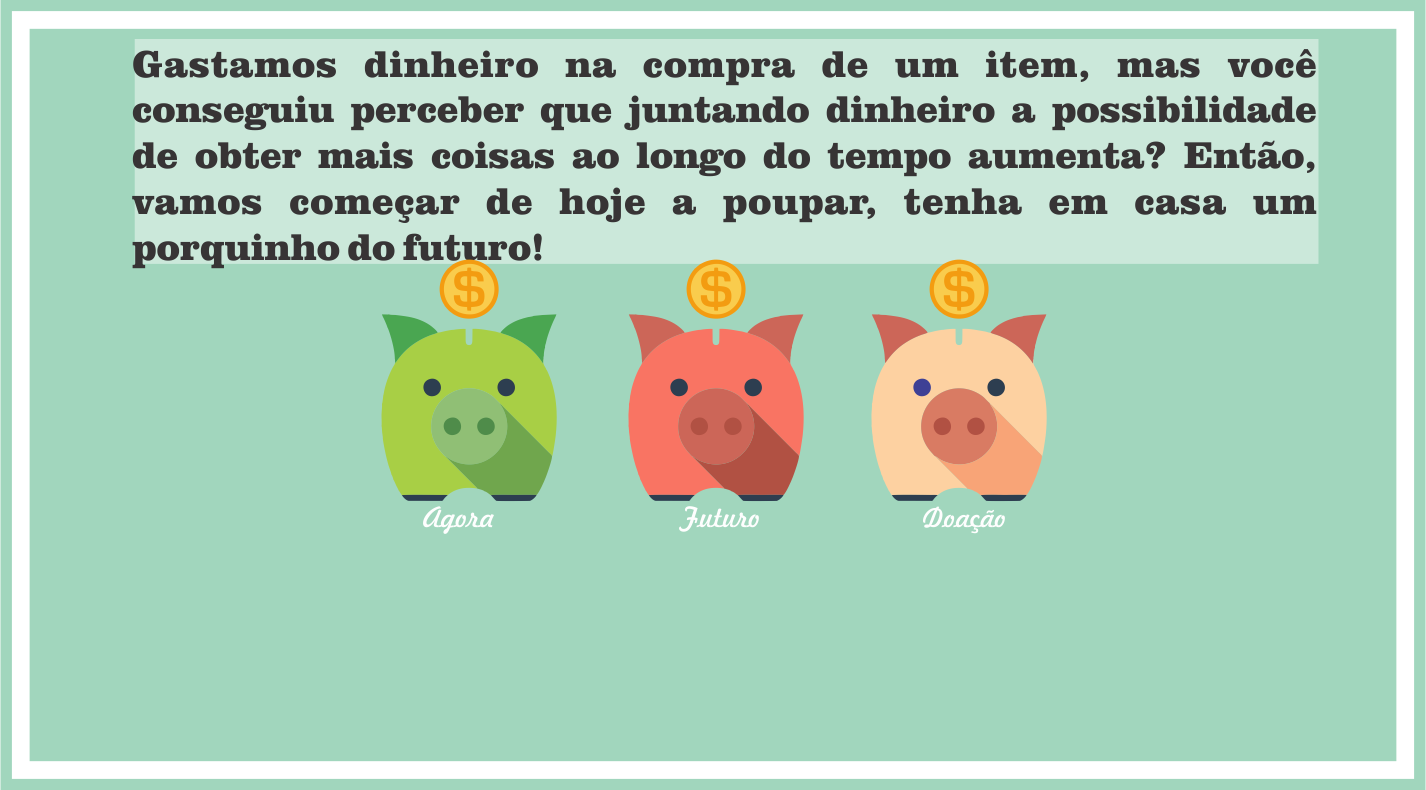 Gastamos dinheiro na compra de um item, mas você
conseguiu perceber que juntando dinheiro a possibilidade
de obter mais coisas ao longo do tempo aumenta? Então,
vamos começar de hoje a poupar, tenha em casa um
porquinho do futuro!
$ $ $
Agora Futuro Doação